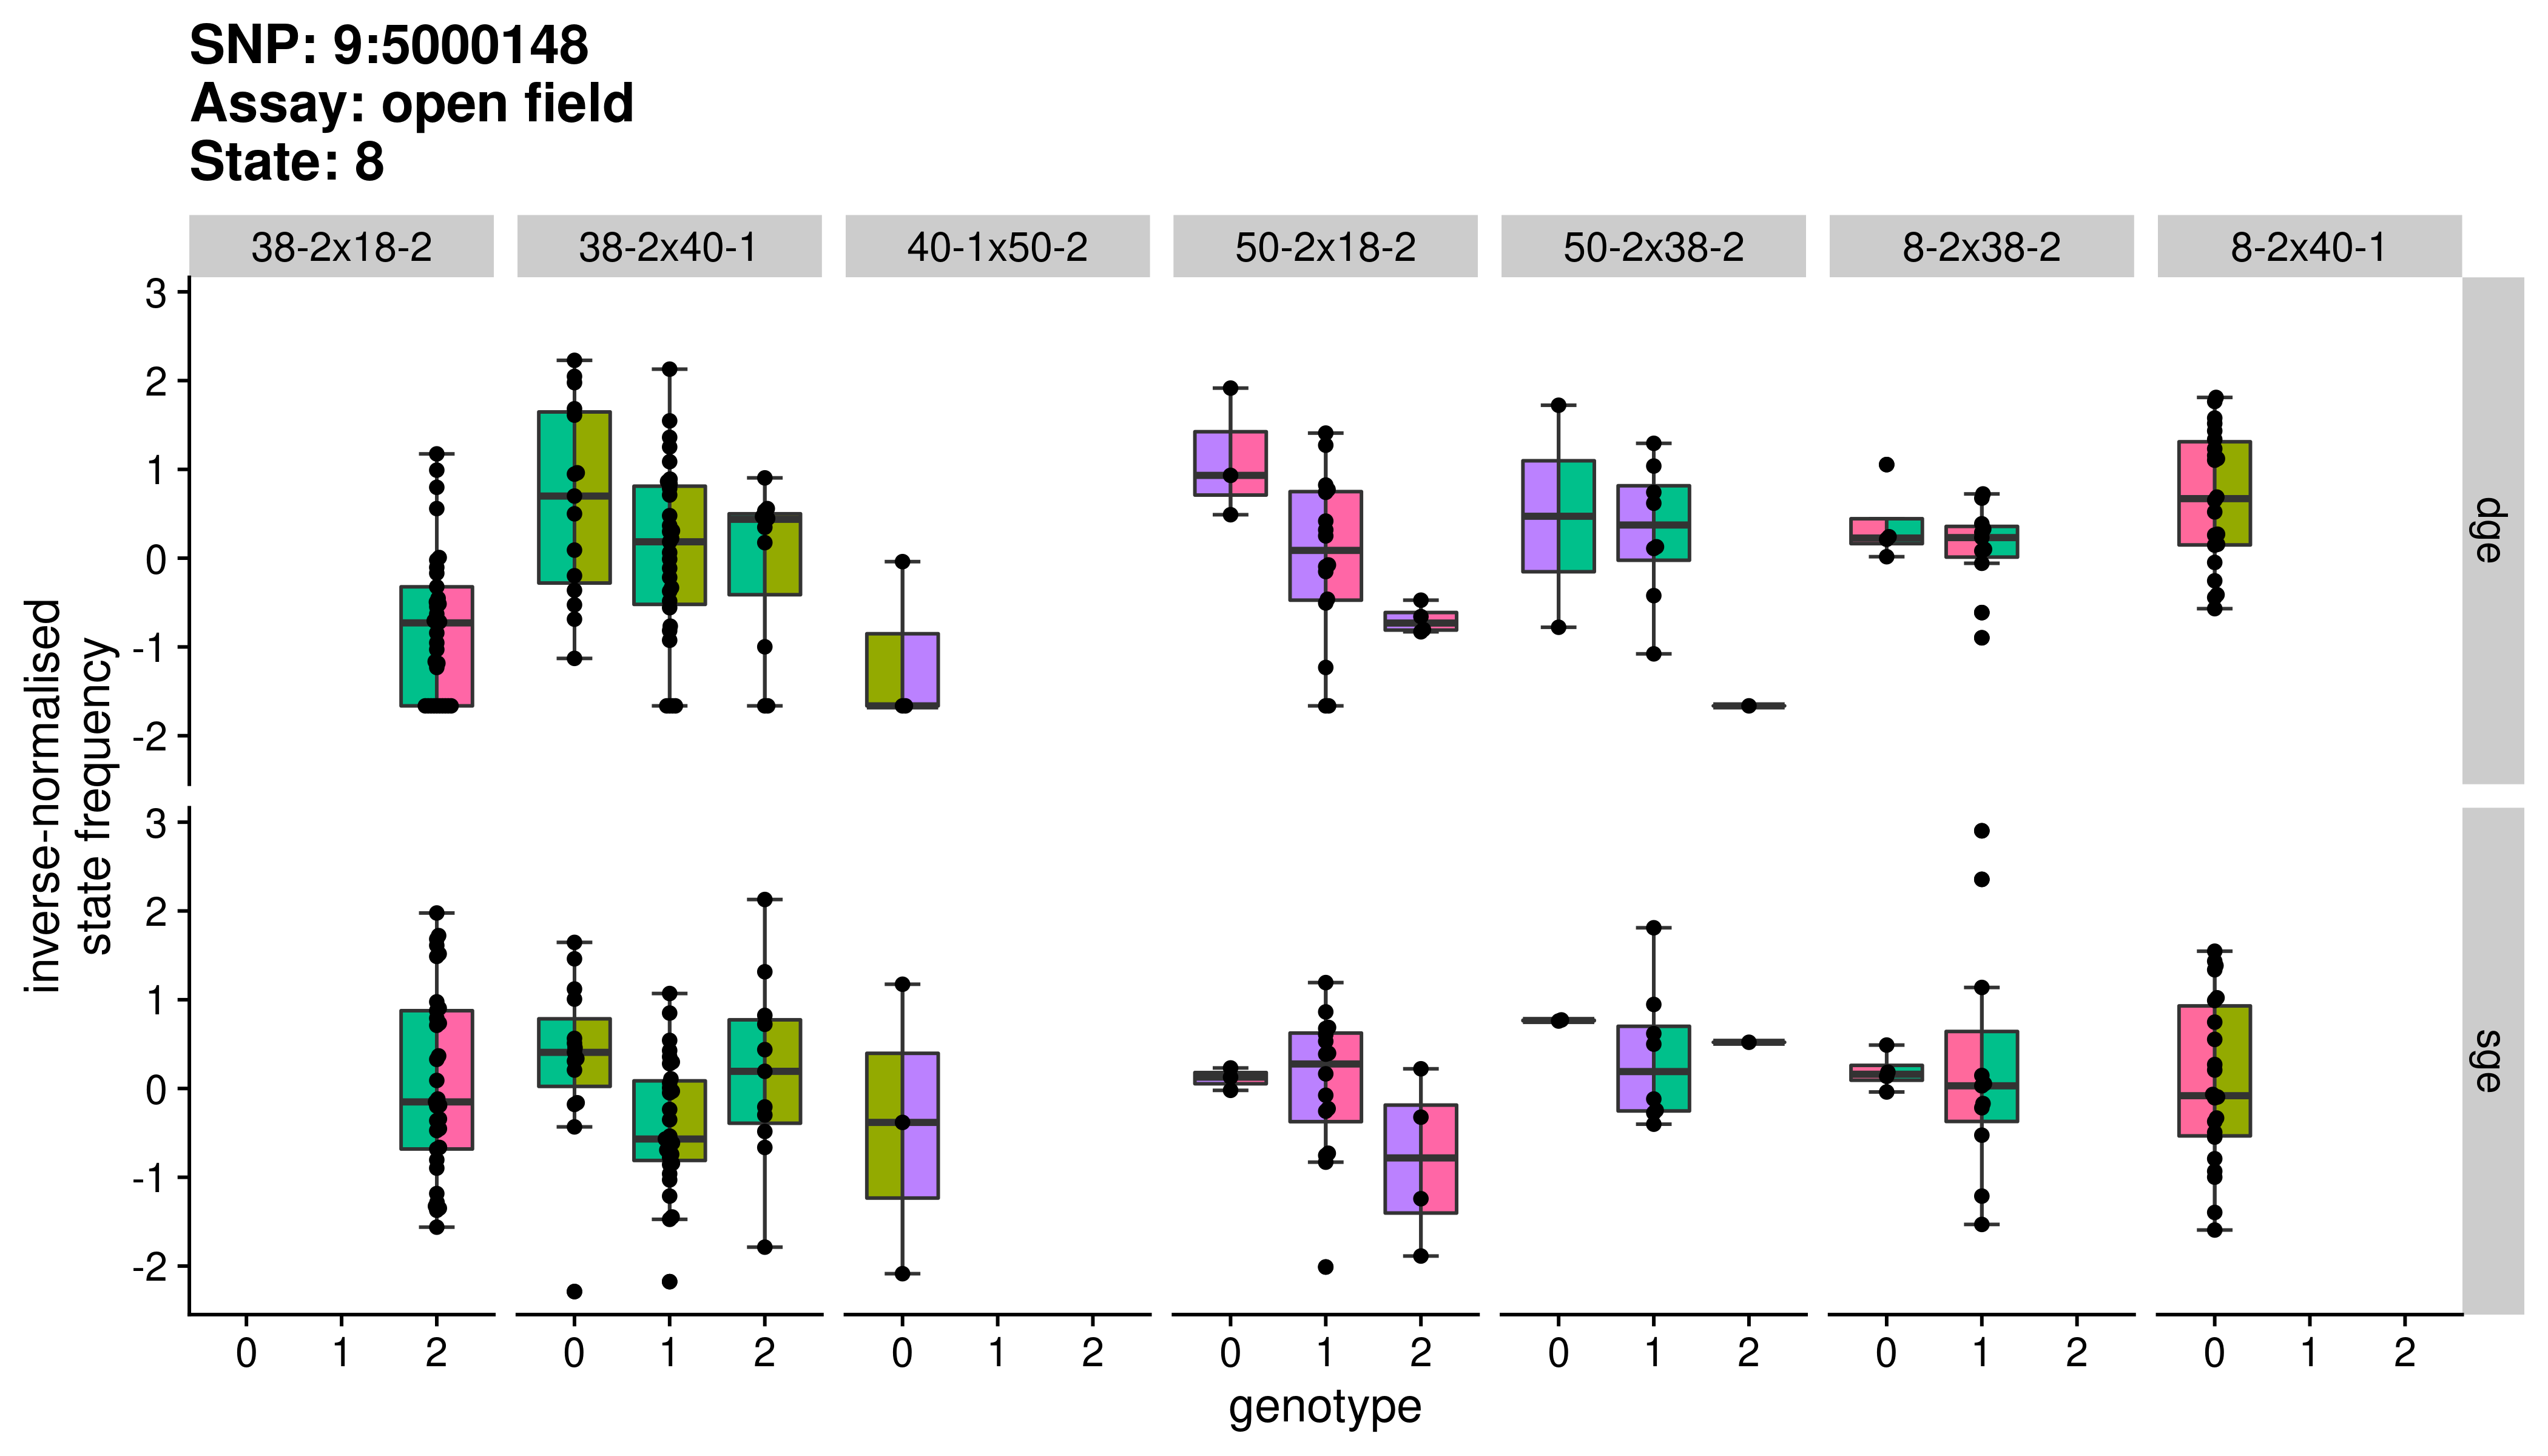 SNP: 9:5000148
Assay: open field
State: 8
38-2x18-2
38-2x40-1
40-1x50-2
50-2x18-2
50-2x38-2
8-2x38-2
8-2x40-1
inverse-normalised
state frequency
3
2
1
0
-1
-2
dge
3
2
1
0
-1
-2
sge
0 1 2
0 1 2
0 1 2
0 1 2
0 1 2
0 1 2
0 1 2
genotype